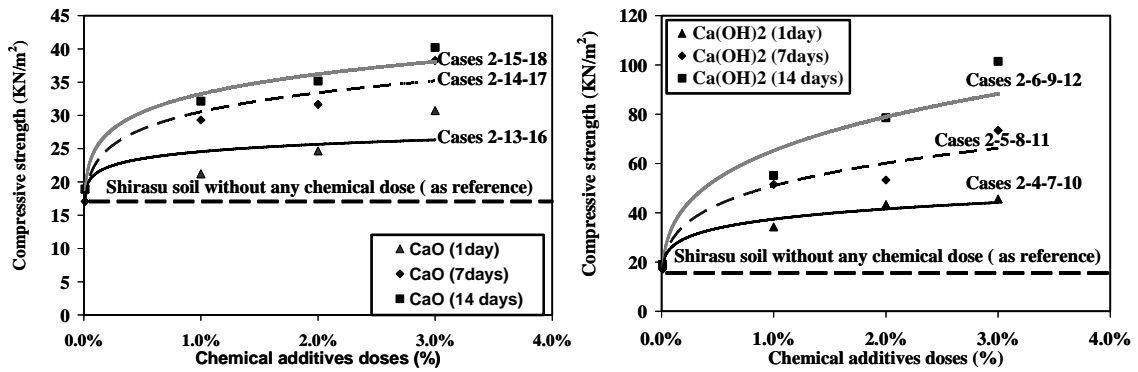 Compressive strength (KN/m²)
45
40
35
30
25
20
15
10
5
0
0.0%
1.0%
2.0%
3.0%
4.0%
Chemical additives doses (%)
Cases 2-15-18
Cases 2-14-17
Cases 2-13-16
Shirasu soil without any chemical dose ( as reference)
CaO (1day)
CaO (7days)
CaO (14 days)
Compressive strength (KN/m²)
120
100
80
60
40
20
0
0.0%
1.0%
2.0%
3.0%
4.0%
Chemical additives doses (%)
Ca(OH)2 (1day)
Ca(OH)2 (7days)
Ca(OH)2 (14 days)
Cases 2-6-9-12
Cases 2-5-8-11
Cases 2-4-7-10
Shirasu soil without any chemical dose ( as reference)